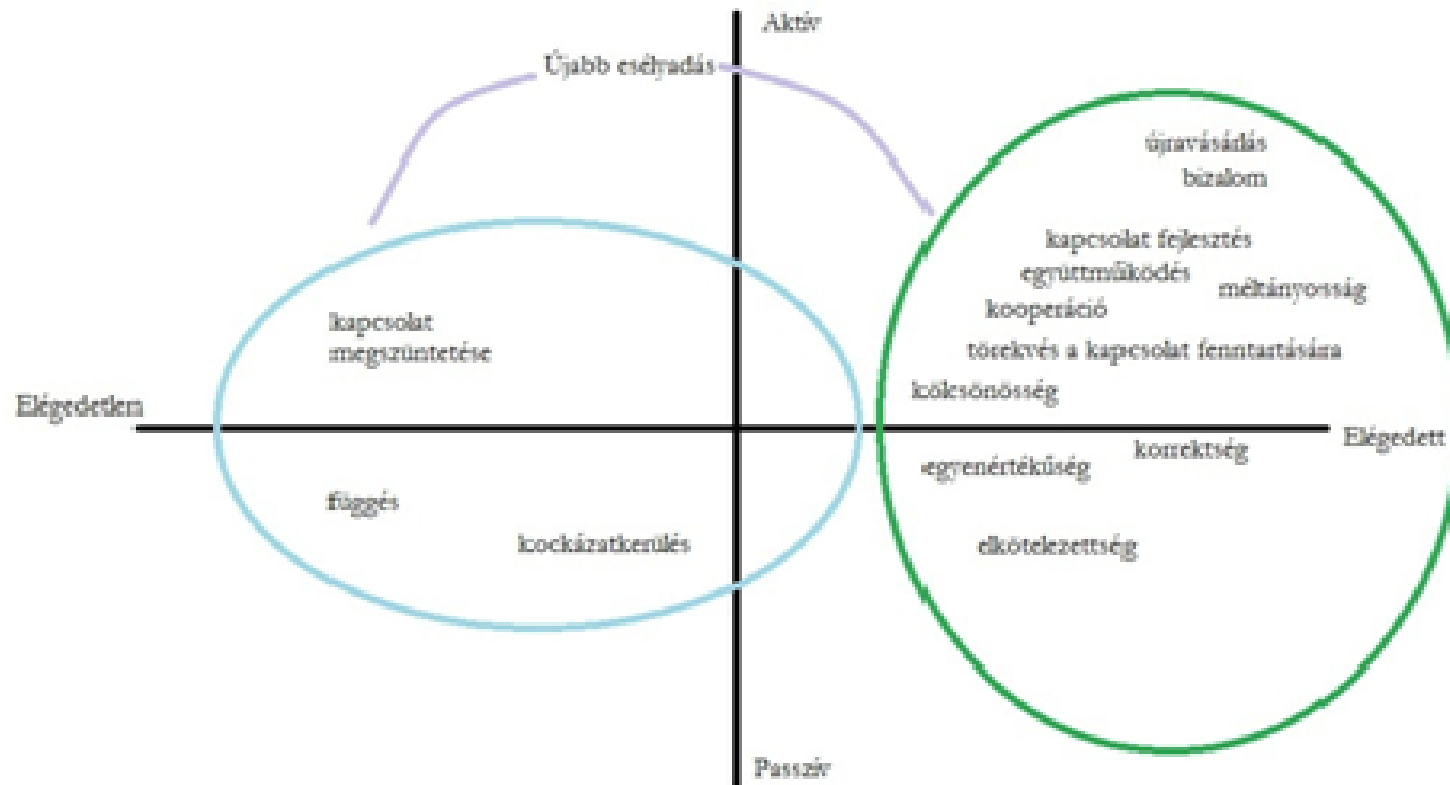 Aktív
Újabb esélyadás
újravásádás
bizalom
kapcsolat fejlesztés
együttműködés
méltányosság
kooperáció
kapcsolat
megszüntetése
törekvés a kapcsolat fenntartására
kölcsönösség
Elégedetlen
Elégedett
korrektség
egyenértékűség
függés
kockázatkerülés
elkötelezettség
Passzív